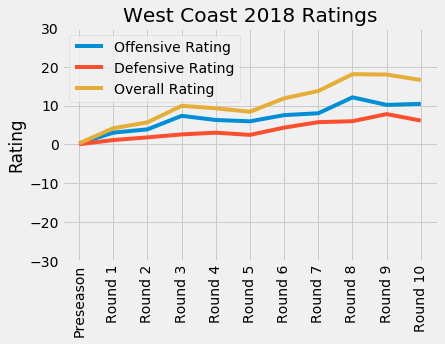 West Coast 2018 Ratings
30
20
10
0
−10
−20
−30
Rating
Offensive Rating
Defensive Rating
Overall Rating
Preseason
Round 1
Round 2
Round 3
Round 4
Round 5
Round 6
Round 7
Round 8
Round 9
Round 10